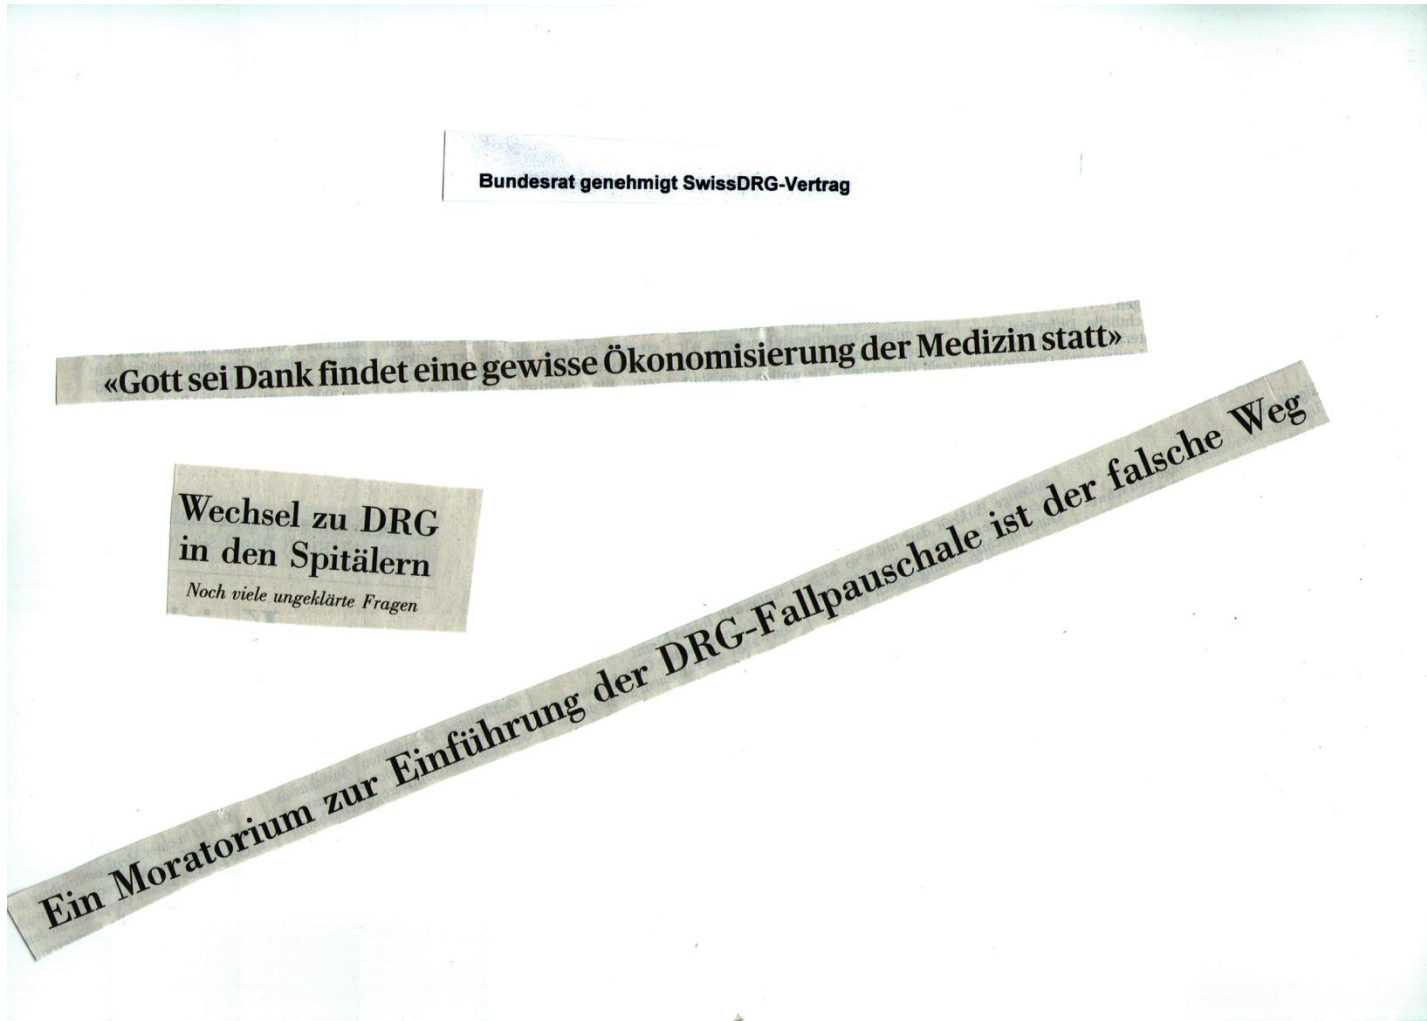 Bundesrat genehmigt SwissDRG-Vertrag
«Gott sei Dank findet eine gewisse Ökonomisierung der Medizin statt»
Wechsel zu DRG
in den Spitälern
Noch viele ungeklärte Fragen
Ein Moratorium zur Einführung der DRG-Fallpauschale ist der falsche Weg